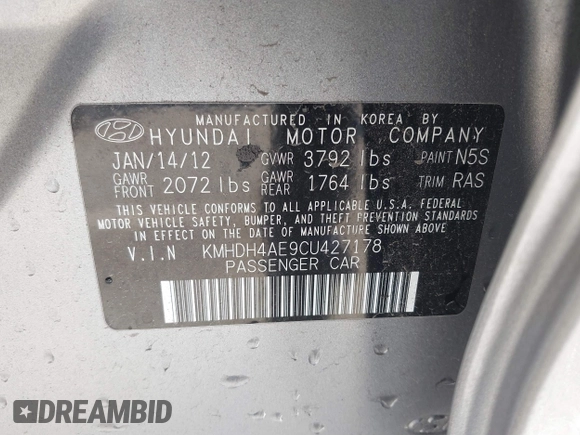 MANUFACTURED IN KOREA BY
HYUNDAI MOTOR COMPANY
JAN/14/12 GVWR 3792 lbs PAINT N5S
GAWR FRONT 2072 lbs GAWR REAR 1764 lbs TRIM RAS
THIS VEHICLE CONFORMS TO ALL APPLICABLE U.S.A. FEDERAL
MOTOR VEHICLE SAFETY, BUMPER, AND THEFT PREVENTION STANDARDS
IN EFFECT ON THE DATE OF MANUFACTURE SHOWN ABOVE
V.I.N KMHDH4AE9CU427178
PASSENGER CAR
DREAMBID